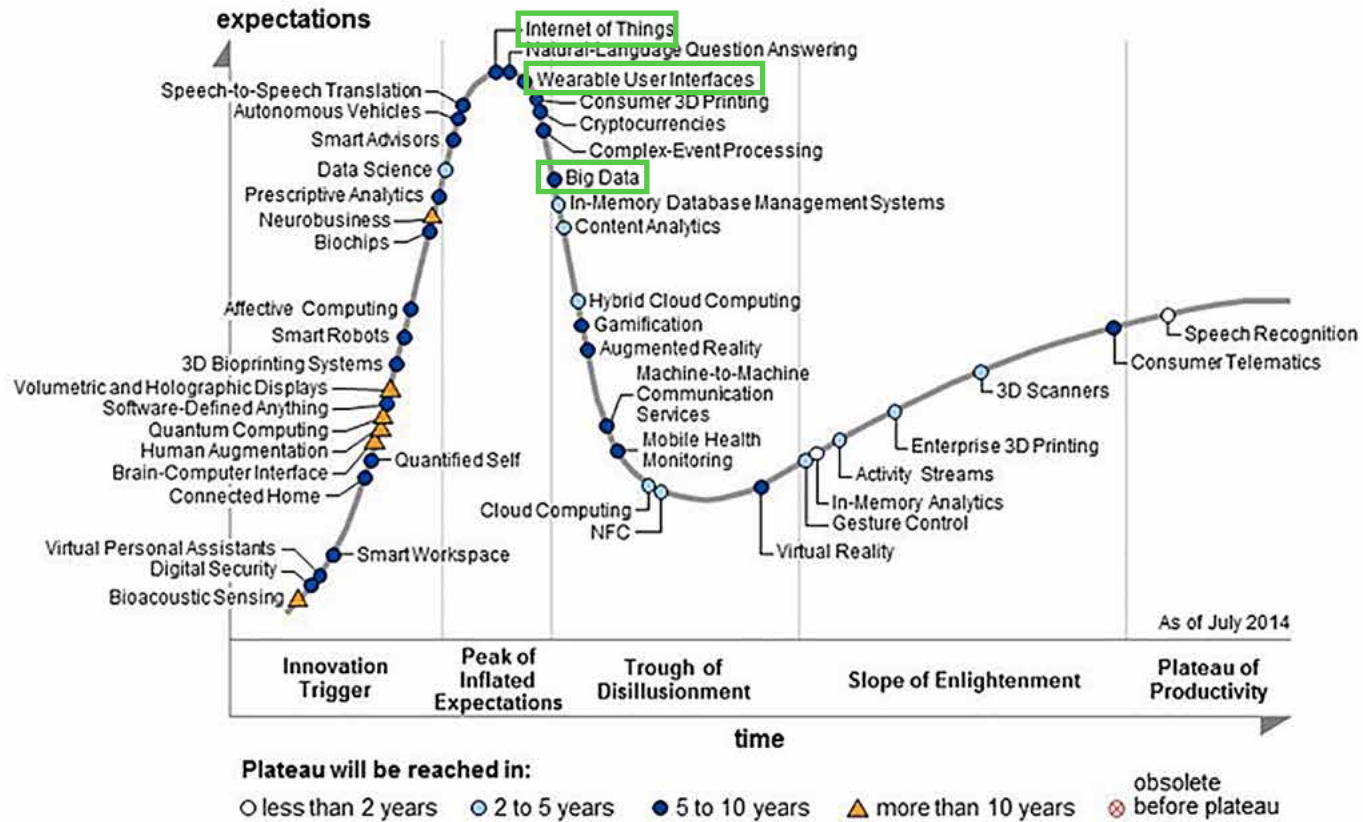 expectations
Internet of Things
Natural-Language Question Answering
Wearable User Interfaces
Speech-to-Speech Translation
Consumer 3D Printing
Autonomous Vehicles
Cryptocurrencies
Smart Advisors
Complex-Event Processing
Data Science
Big Data
Prescriptive Analytics
In-Memory Database Management Systems
Neurobusiness
Content Analytics
Biochips
Affective Computing
Hybrid Cloud Computing
Gamification
Smart Robots
Augmented Reality
3D Bioprinting Systems
Machine-to-Machine
Communication
Services
Volumetric and Holographic Displays
Software-Defined Anything
Quantum Computing
Human Augmentation
Mobile Health
Monitoring
Brain-Computer Interface
Quantified Self
Connected Home
Cloud Computing
NFC
Virtual Personal Assistants
Smart Workspace
Digital Security
Bioacoustic Sensing
Speech Recognition
Consumer Telematics
3D Scanners
Enterprise 3D Printing
Activity Streams
In-Memory Analytics
Gesture Control
Virtual Reality
As of July 2014
Innovation
Trigger
Peak of
Inflated
Expectations
Trough of
Disillusionment
Slope of Enlightenment
Plateau of
Productivity
time
Plateau will be reached in:
less than 2 years
2 to 5 years
5 to 10 years
more than 10 years
obsolete
before plateau